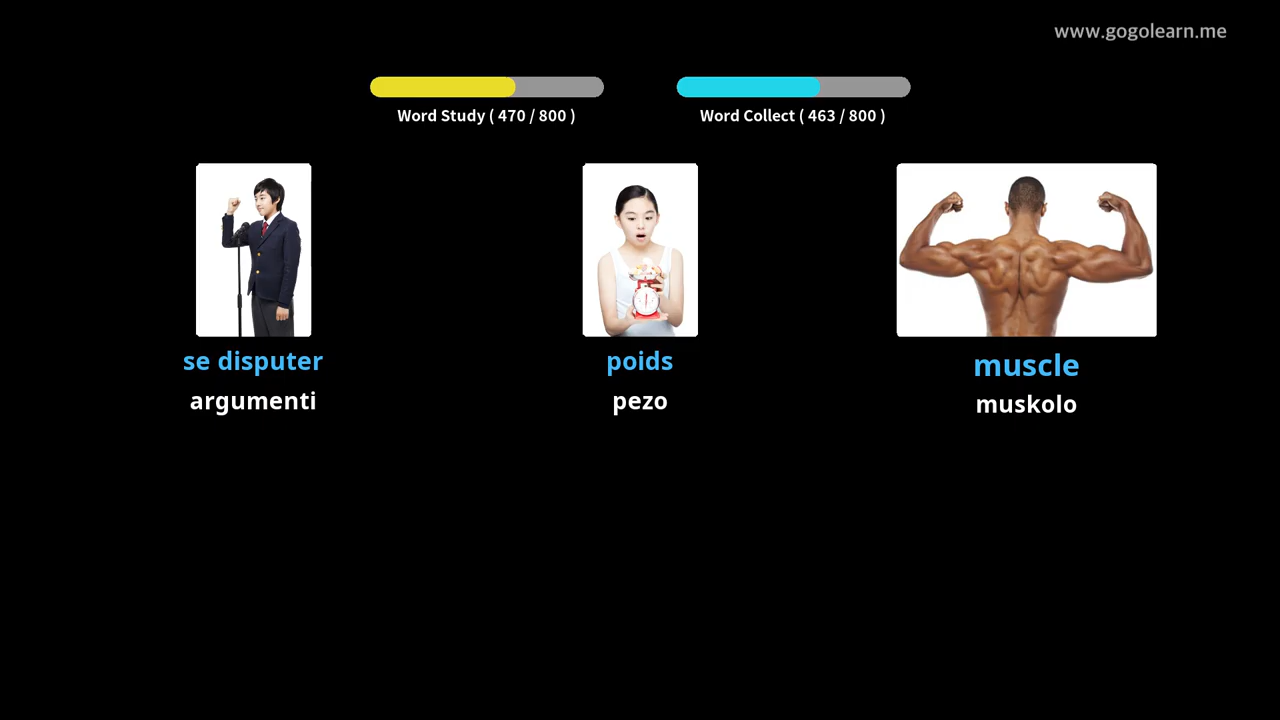 www.gogolearn.me
Word Study ( 470 / 800 )
Word Collect ( 463 / 800 )
se disputer
argumenti
poids
pezo
muscle
muskolo